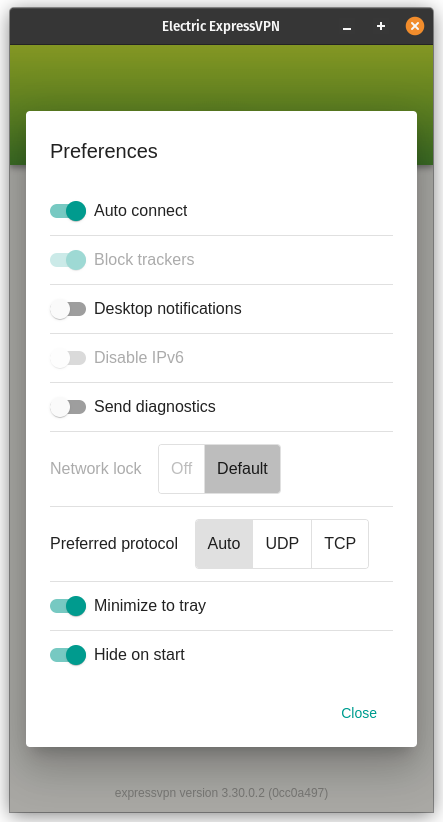 Electric ExpressVPN
Preferences
Auto connect
Block trackers
Desktop notifications
Disable IPv6
Send diagnostics
Network lock Off Default
Preferred protocol Auto UDP TCP
Minimize to tray
Hide on start
Close
expressvpn version 3.30.0.2 (0cc0a497)